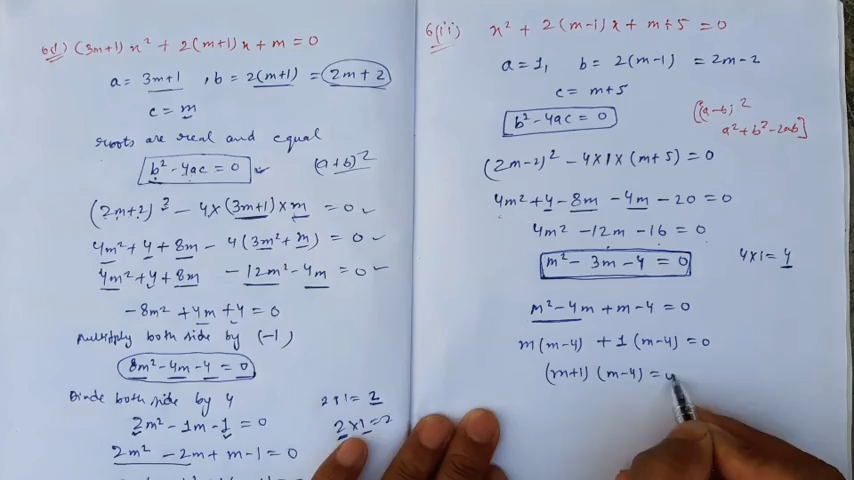 6(i) (3m+1) x² + 2(m+1)x + m = 0
a = 3m+1 , b = 2(m+1) = 2m+2
c = m
roots are real and equal
b² - 4ac = 0 (a+b)²
(2m+2)² - 4×(3m+1)×m = 0
4m² + 4 + 8m - 4(3m²+m) = 0
4m² + 4 + 8m - 12m² - 4m = 0
-8m² + 4m + 4 = 0
multiply both side by (-1)
8m² - 4m - 4 = 0
Divide both side by 4 2×1 = 2
2m² - 1m - 1 = 0 2×1 = 2
2m² - 2m + m - 1 = 0
6(ii) x² + 2(m-1)x + m+5 = 0
a = 1, b = 2(m-1) = 2m-2
c = m+5
b² - 4ac = 0 [(a-b)²
a² + b² - 2ab]
(2m-2)² - 4×1×(m+5) = 0
4m² + 4 - 8m - 4m - 20 = 0
4m² - 12m - 16 = 0
m² - 3m - 4 = 0 4×1 = 4
m² - 4m + m - 4 = 0
m(m-4) + 1(m-4) = 0
(m+1) (m-4) =